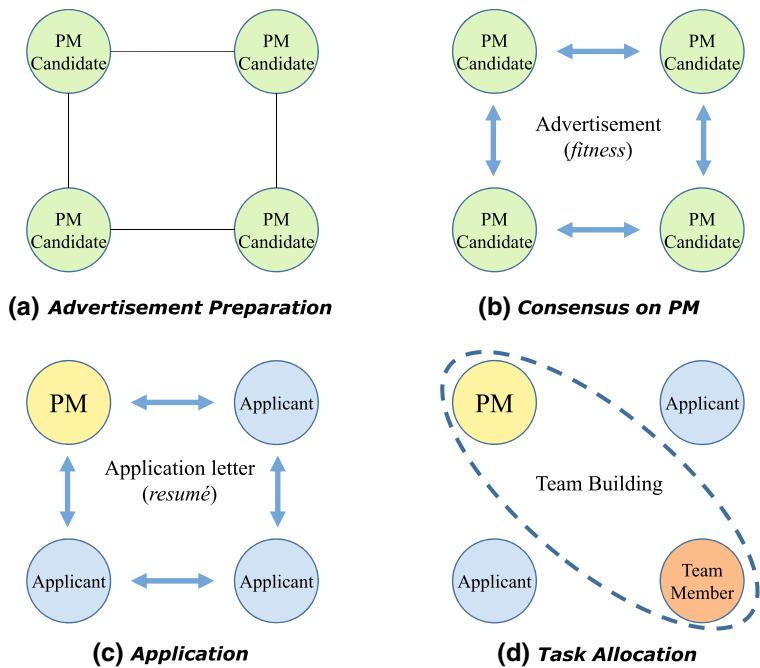 PM
Candidate
PM
Candidate
PM
Candidate
PM
Candidate
(a) Advertisement Preparation
PM
Candidate
PM
Candidate
Advertisement
(fitness)
PM
Candidate
PM
Candidate
(b) Consensus on PM
PM
Applicant
Application letter
(resumé)
Applicant
Applicant
(c) Application
PM
Applicant
Team Building
Applicant
Team
Member
(d) Task Allocation